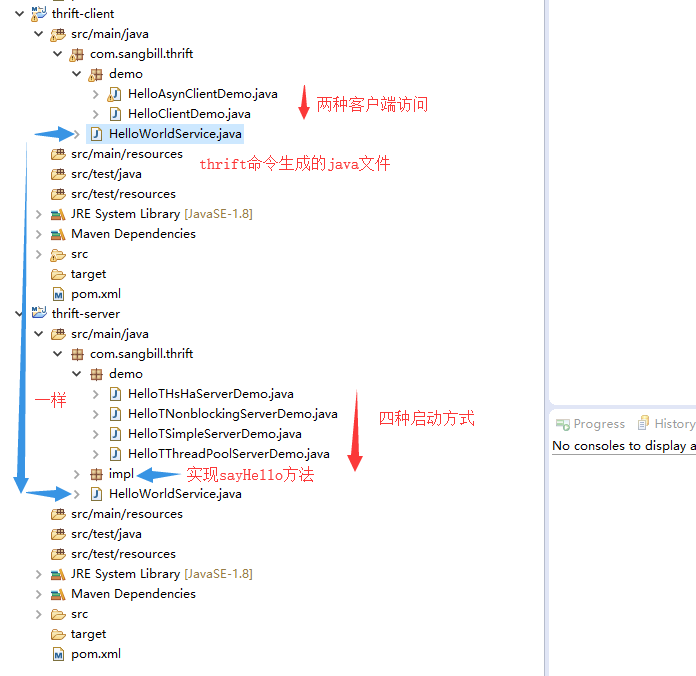 thrift-client
src/main/java
com.sangbill.thrift
demo
HelloAsynClientDemo.java
两种客户端访问
HelloClientDemo.java
HelloWorldService.java
src/main/resources
thrift命令生成的java文件
src/test/java
src/test/resources
JRE System Library [JavaSE-1.8]
Maven Dependencies
src
target
pom.xml
thrift-server
src/main/java
com.sangbill.thrift
demo
HelloTHsHaServerDemo.java
一样
HelloTNonblockingServerDemo.java
四种启动方式
HelloTSimpleServerDemo.java
HelloTThreadPoolServerDemo.java
impl
实现sayHello方法
HelloWorldService.java
src/main/resources
src/test/java
src/test/resources
JRE System Library [JavaSE-1.8]
Maven Dependencies
src
target
pom.xml
Progress
History
No consoles to display a